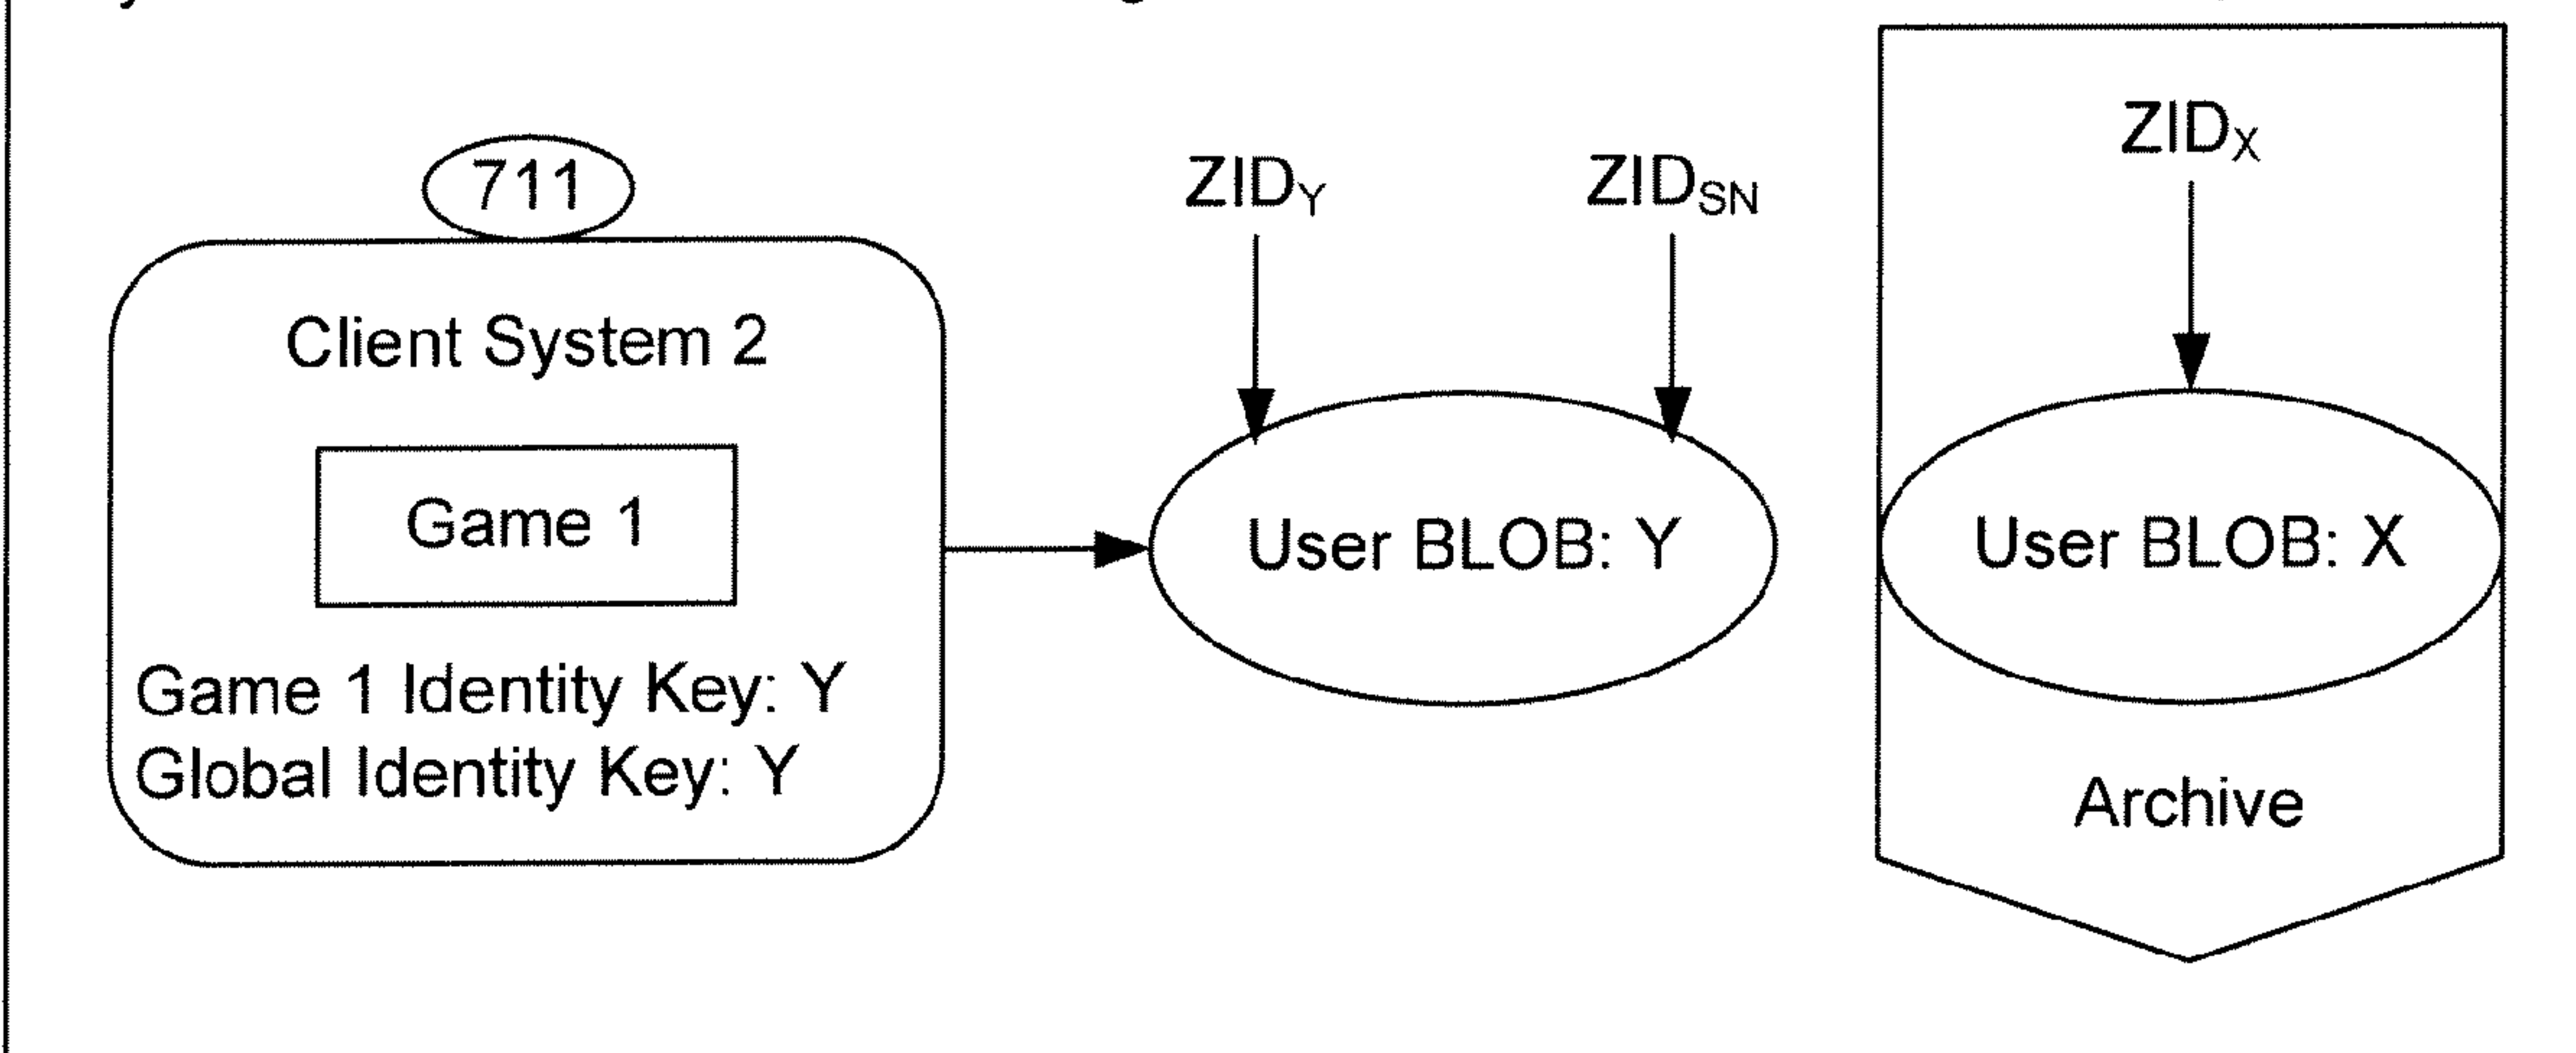 711
Client System 2
Game 1
Game 1 Identity Key: Y
Global Identity Key: Y
ZIDY
ZIDSN
User BLOB: Y
ZIDX
User BLOB: X
Archive